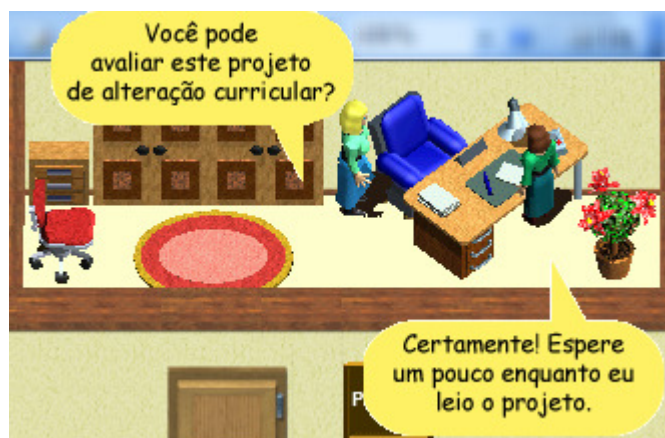 Você pode
avaliar este projeto
de alteração curricular?
Certamente! Espere
um pouco enquanto eu
leio o projeto.